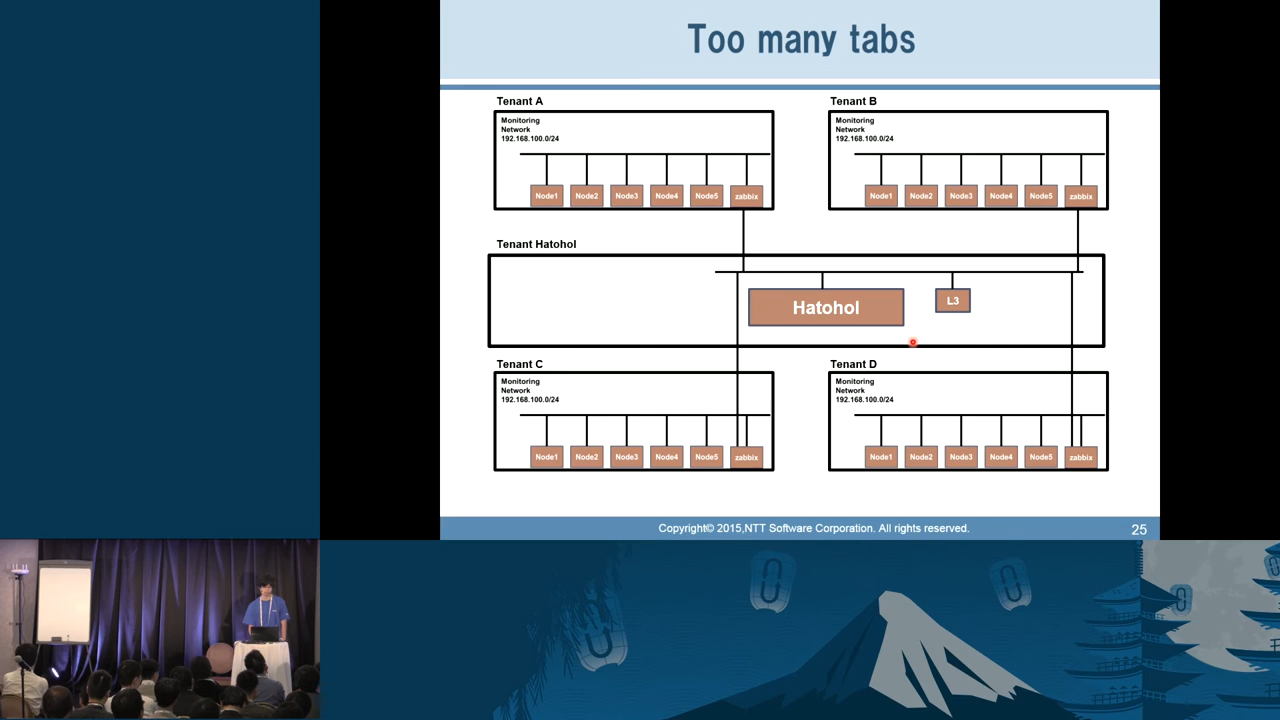 Too many tabs
Tenant A
Monitoring
Network
192.168.100.0/24
Node1 Node2 Node3 Node4 Node5 zabbix
Tenant B
Monitoring
Network
192.168.100.0/24
Node1 Node2 Node3 Node4 Node5 zabbix
Tenant Hatohol
Hatohol
L3
Tenant C
Monitoring
Network
192.168.100.0/24
Node1 Node2 Node3 Node4 Node5 zabbix
Tenant D
Monitoring
Network
192.168.100.0/24
Node1 Node2 Node3 Node4 Node5 zabbix
Copyright© 2015,NTT Software Corporation. All rights reserved.
25